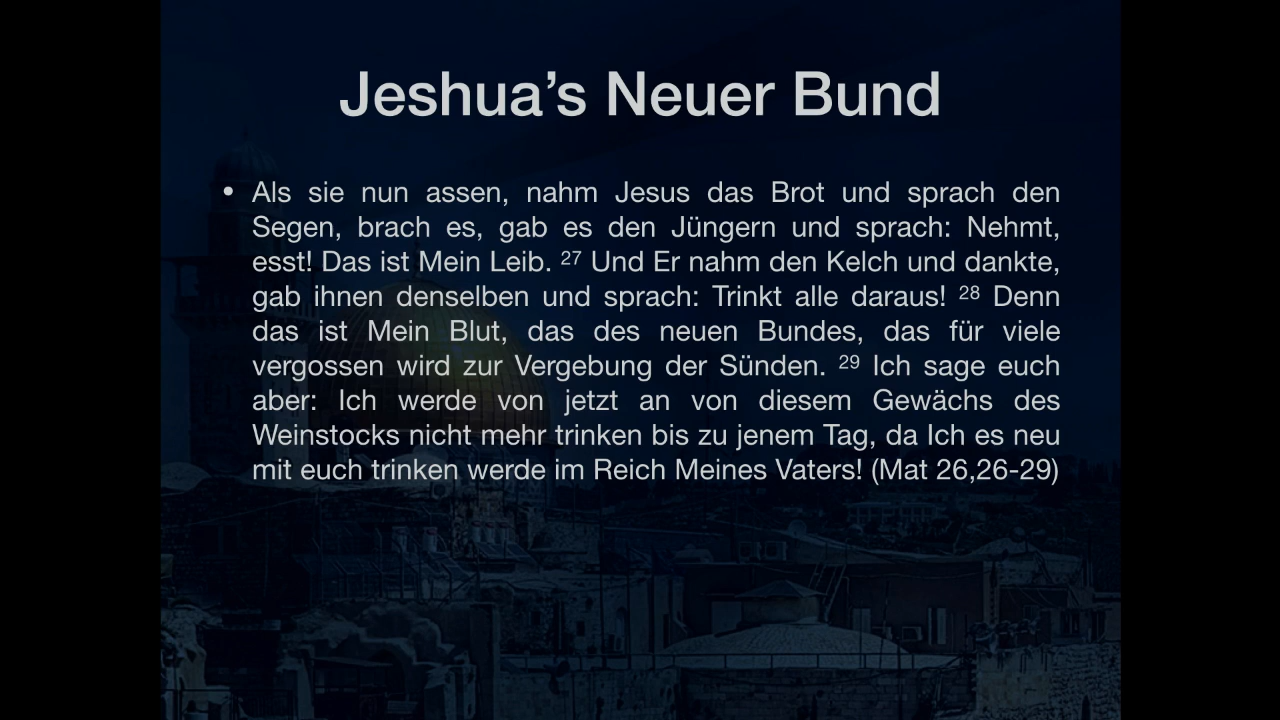 Jeshua’s Neuer Bund
• Als sie nun assen, nahm Jesus das Brot und sprach den
Segen, brach es, gab es den Jüngern und sprach: Nehmt,
esst! Das ist Mein Leib. 27 Und Er nahm den Kelch und dankte,
gab ihnen denselben und sprach: Trinkt alle daraus! 28 Denn
das ist Mein Blut, das des neuen Bundes, das für viele
vergossen wird zur Vergebung der Sünden. 29 Ich sage euch
aber: Ich werde von jetzt an von diesem Gewächs des
Weinstocks nicht mehr trinken bis zu jenem Tag, da Ich es neu
mit euch trinken werde im Reich Meines Vaters! (Mat 26,26-29)